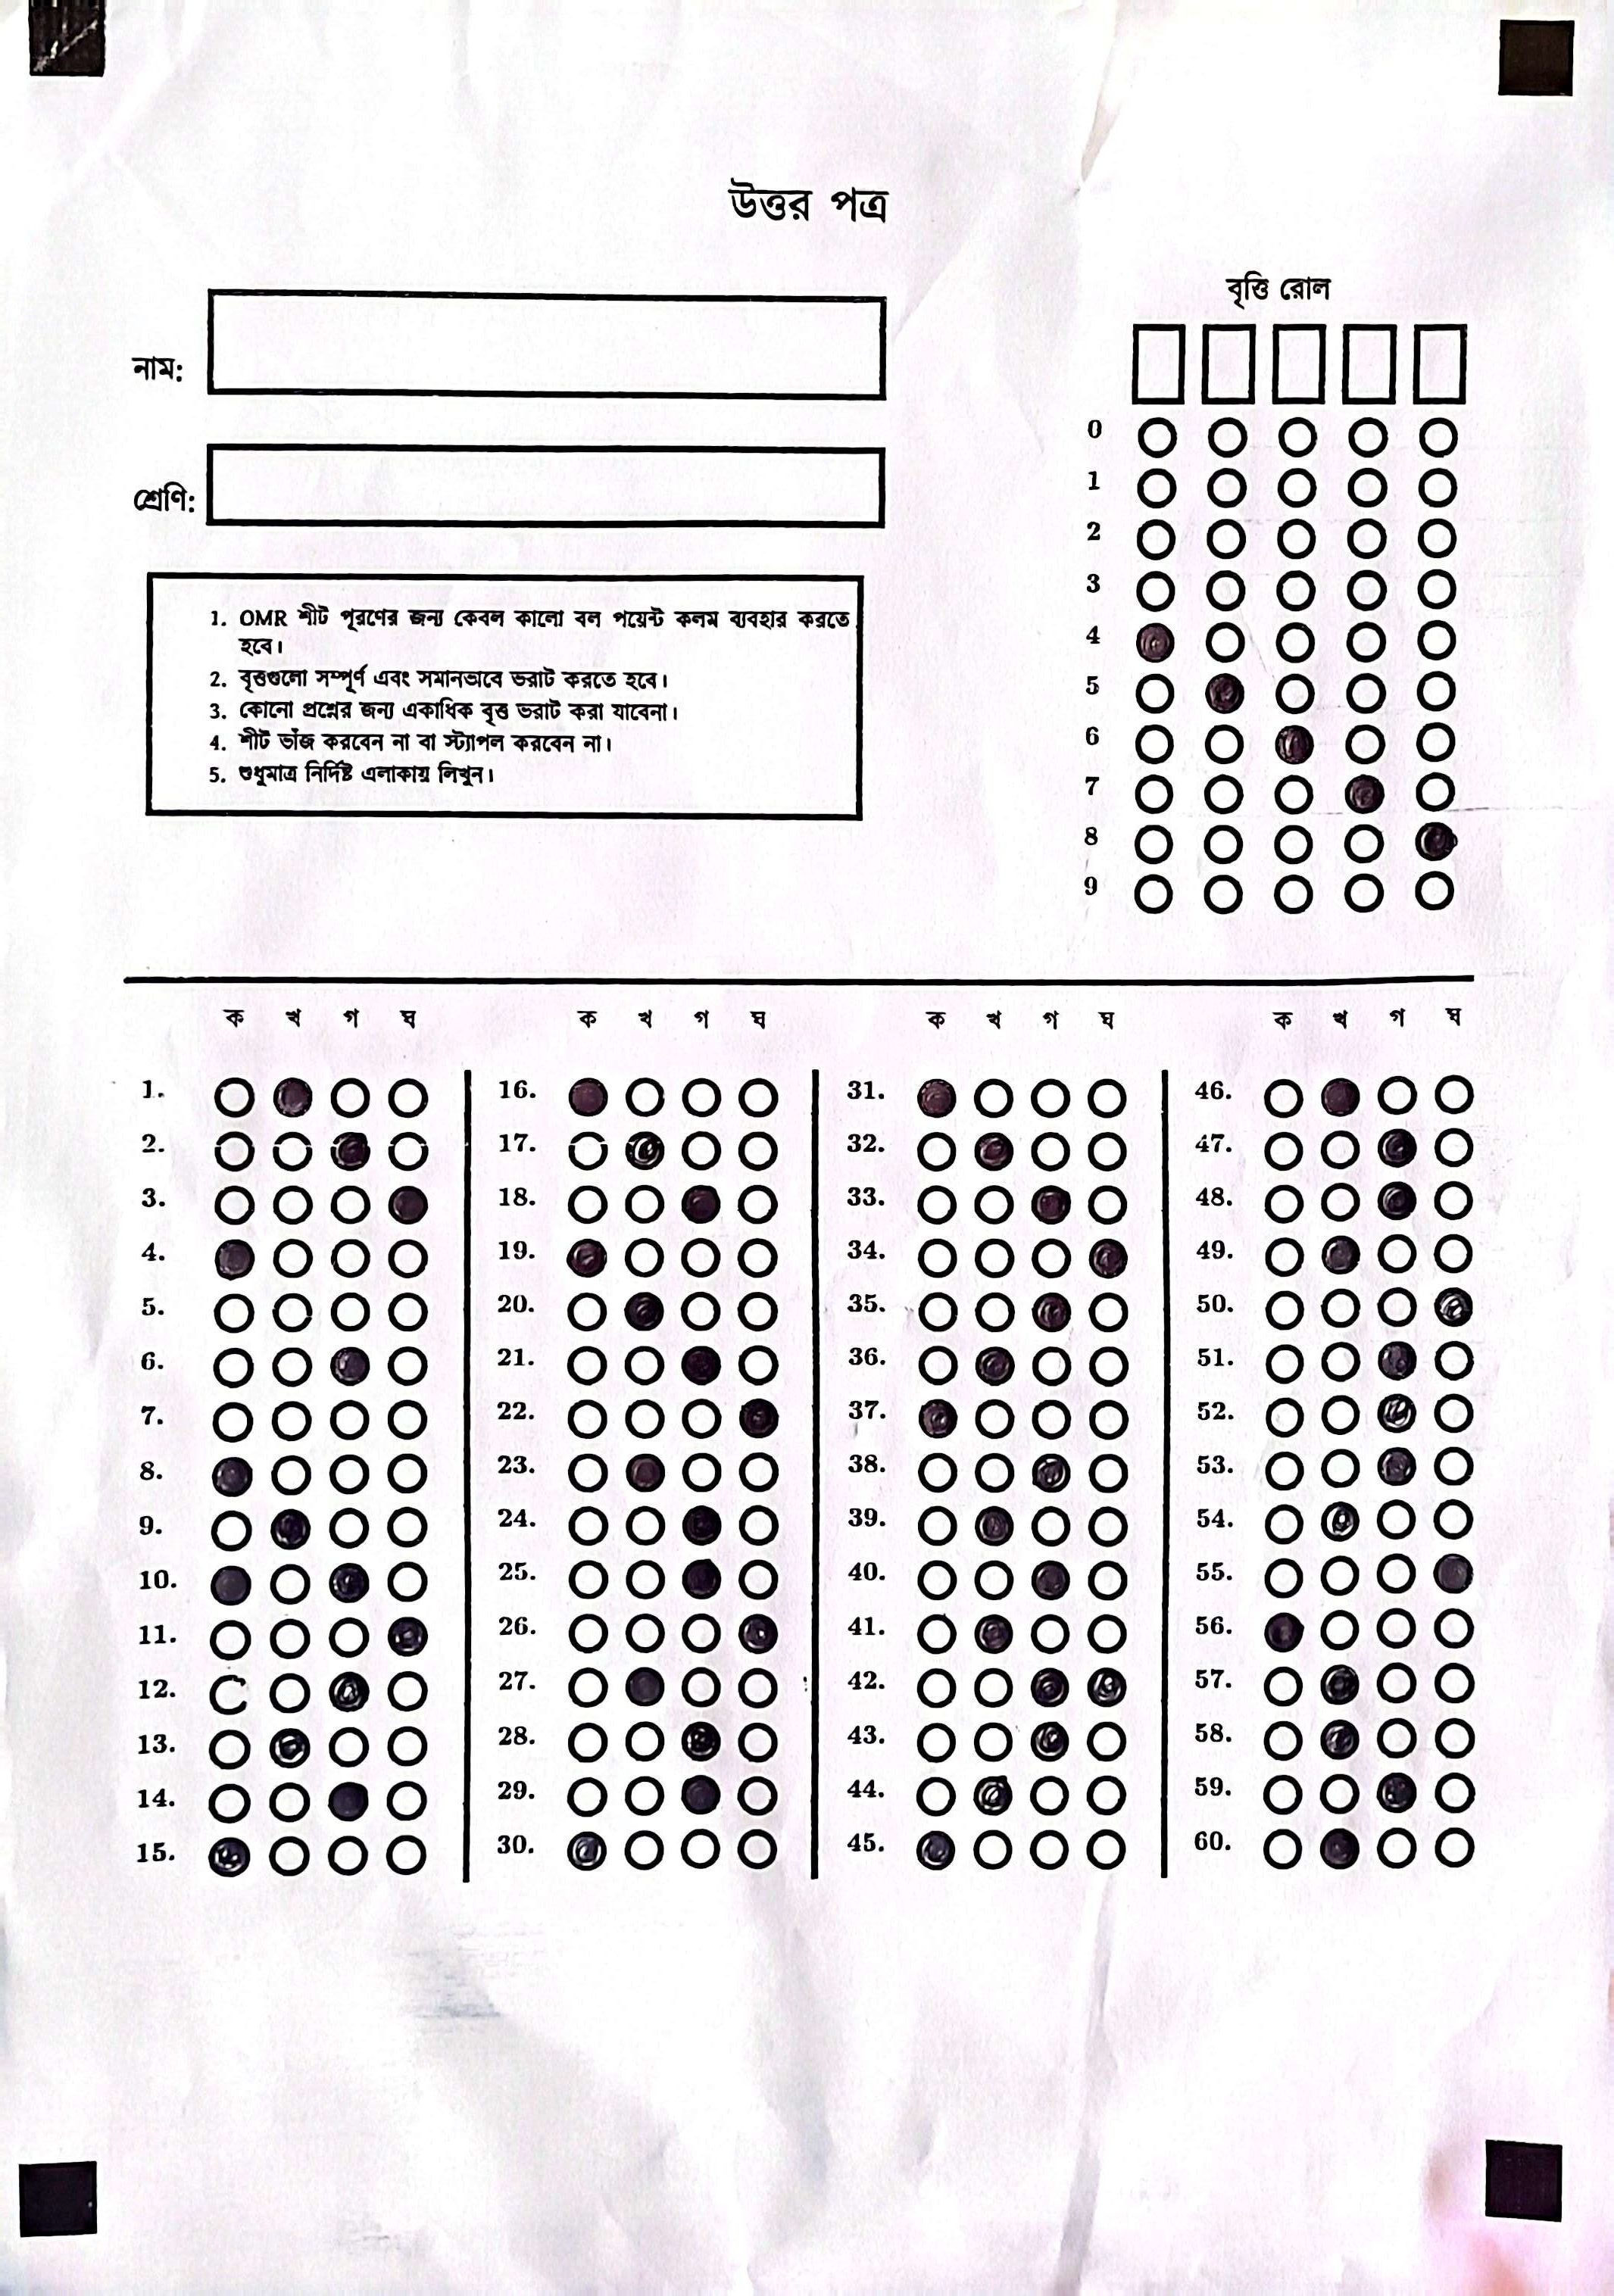 উত্তর পত্র
বৃত্তি রোল
নাম:
শ্রেণি:
1. OMR শীট পূরণের জন্য কেবল কালো বল পয়েন্ট কলম ব্যবহার করতে
হবে।
2. বৃত্তগুলো সম্পূর্ণ এবং সমানভাবে ভরাট করতে হবে।
3. কোনো প্রশ্নের জন্য একাধিক বৃত্ত ভরাট করা যাবেনা।
4. শীট ভাঁজ করবেন না বা স্ট্যাপল করবেন না।
5. শুধুমাত্র নির্দিষ্ট এলাকায় লিখুন।
0
1
2
3
4
5
6
7
8
9
ক খ গ ঘ ক খ গ ঘ ক খ গ ঘ ক খ গ ঘ
1. 16. 31. 46.
2. 17. 32. 47.
3. 18. 33. 48.
4. 19. 34. 49.
5. 20. 35. 50.
6. 21. 36. 51.
7. 22. 37. 52.
8. 23. 38. 53.
9. 24. 39. 54.
10. 25. 40. 55.
11. 26. 41. 56.
12. 27. 42. 57.
13. 28. 43. 58.
14. 29. 44. 59.
15. 30. 45. 60.